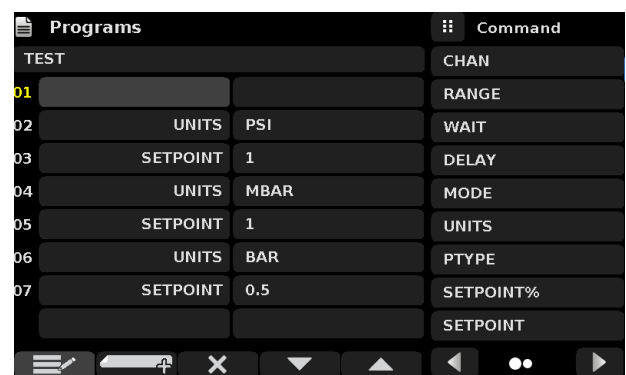 Programs
TEST
01
02 UNITS PSI
03 SETPOINT 1
04 UNITS MBAR
05 SETPOINT 1
06 UNITS BAR
07 SETPOINT 0.5
Command
CHAN
RANGE
WAIT
DELAY
MODE
UNITS
PTYPE
SETPOINT%
SETPOINT